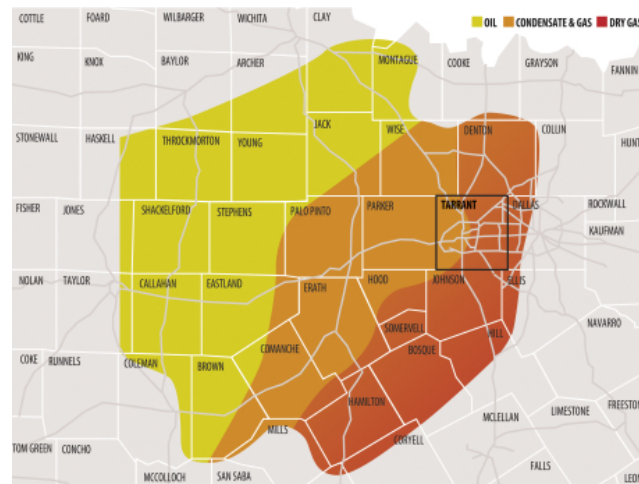 OIL CONDENSATE & GAS DRY GAS
COTTLE FOARD WILBARGER WICHITA CLAY
KING KNOX BAYLOR ARCHER MONTAGUE COOKE GRAYSON
FANNIN
STONEWALL HASKELL THROCKMORTON YOUNG JACK WISE DENTON COLLIN
HUNT
FISHER JONES SHACKELFORD STEPHENS PALO PINTO PARKER TARRANT DALLAS ROCKWALL
KAUFMAN
NOLAN TAYLOR CALLAHAN EASTLAND ERATH HOOD JOHNSON ELLIS
NAVARRO
SOMERVELL HILL
COKE RUNNELS COLEMAN BROWN COMANCHE BOSQUE
HAMILTON MCLELLAN LIMESTONE FREESTON
MILLS
TOM GREEN CONCHO CORYELL
MCCOLLOCH SAN SABA FALLS
LEO